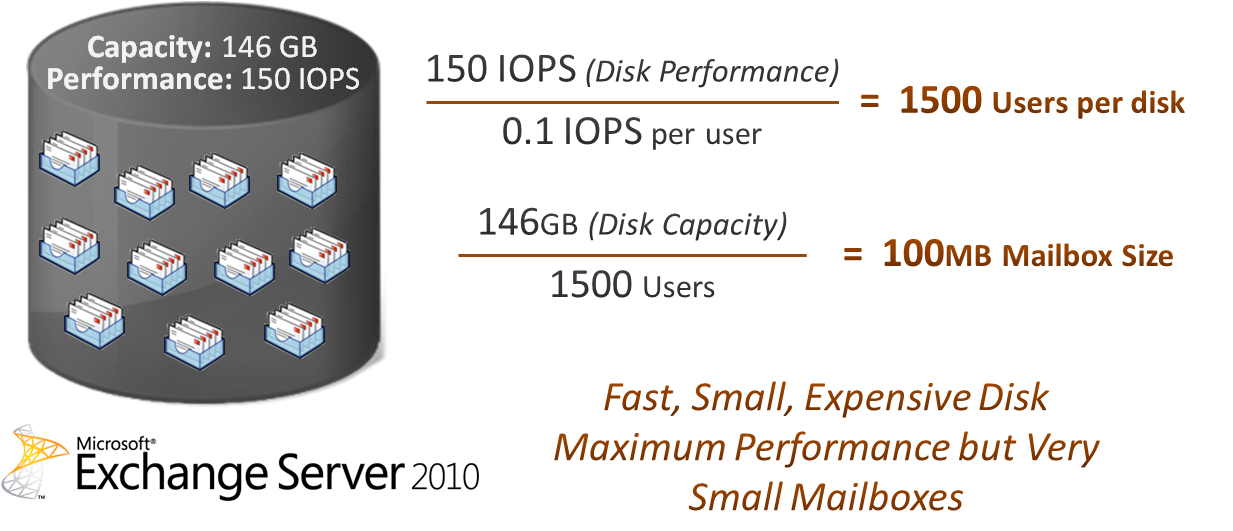 Capacity: 146 GB
Performance: 150 IOPS
150 IOPS (Disk Performance)
0.1 IOPS per user
= 1500 Users per disk
146GB (Disk Capacity)
1500 Users
= 100MB Mailbox Size
Fast, Small, Expensive Disk
Maximum Performance but Very
Small Mailboxes
Microsoft®
Exchange Server 2010
™